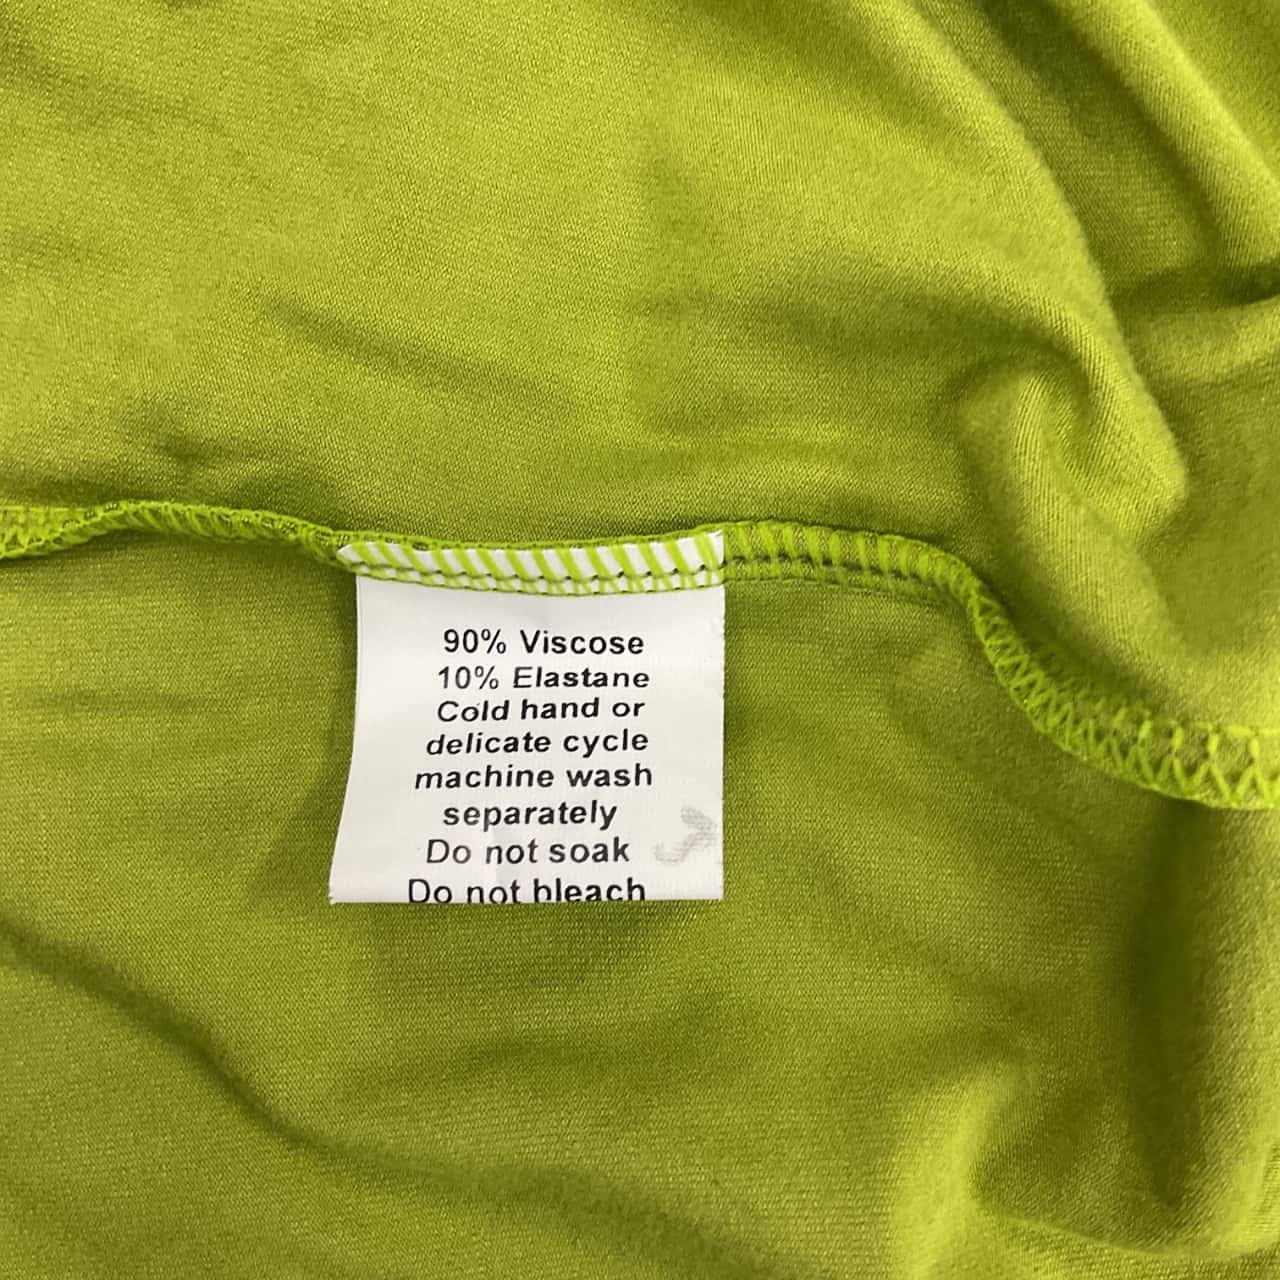 90% Viscose
10% Elastane
Cold hand or
delicate cycle
machine wash
separately
Do not soak
Do not bleach